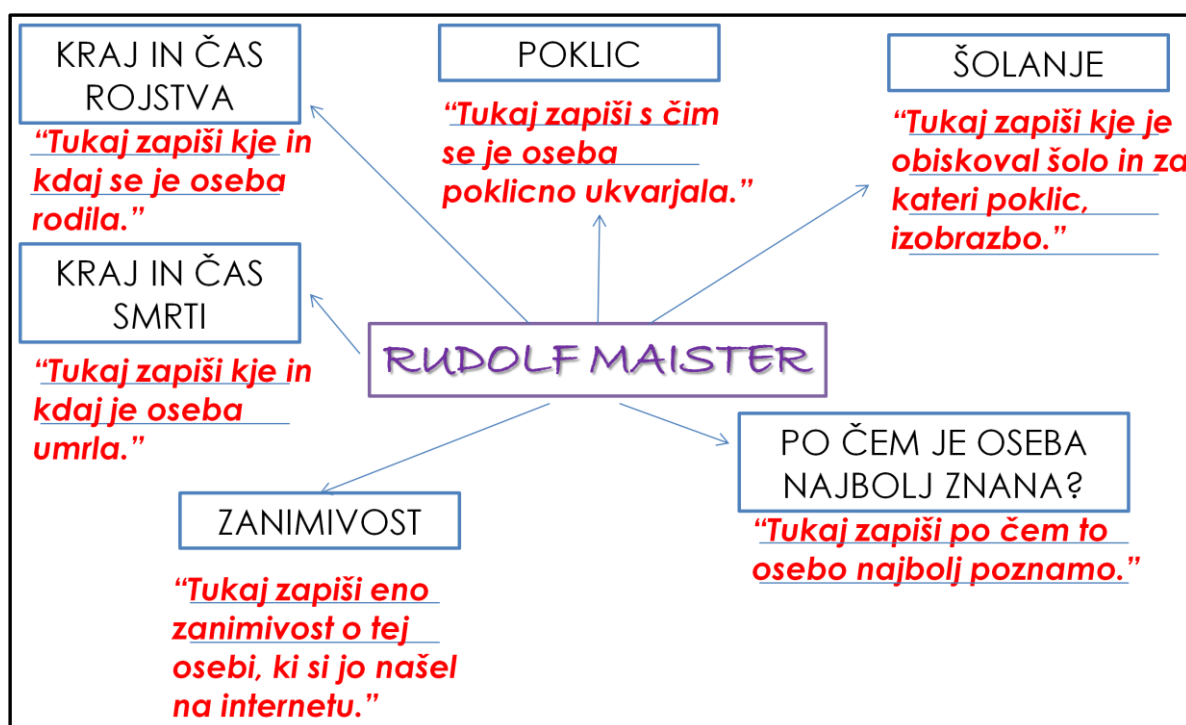 KRAJ IN ČAS
ROJSTVA
“Tukaj zapiši kje in
kdaj se je oseba
rodila.”
POKLIC
“Tukaj zapiši s čim
se je oseba
poklicno ukvarjala.”
ŠOLANJE
“Tukaj zapiši kje je
obiskoval šolo in za
kateri poklic,
izobrazbo.”
KRAJ IN ČAS
SMRTI
“Tukaj zapiši kje in
kdaj je oseba
umrla.”
RUDOLF MAISTER
ZANIMIVOST
“Tukaj zapiši eno
zanimivost o tej
osebi, ki si jo našel
na internetu.”
PO ČEM JE OSEBA
NAJBOLJ ZNANA?
“Tukaj zapiši po čem to
osebo najbolj poznamo.”